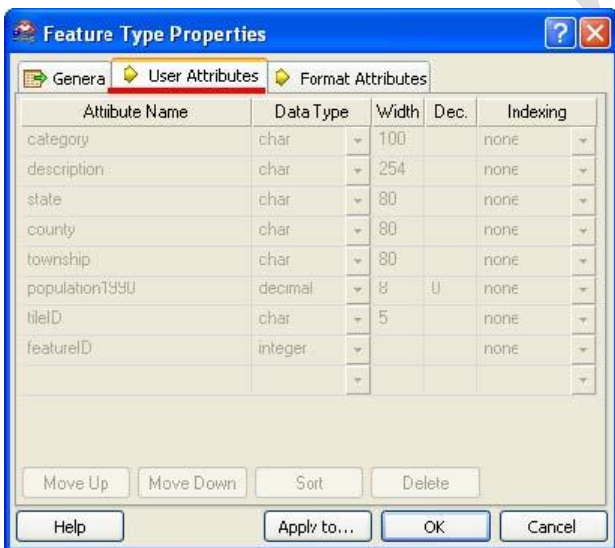 Feature Type Properties
Genera User Attributes Format Attributes
Attibute Name Data Type Width Dec. Indexing
category char 100 none
description char 254 none
state char 80 none
county char 80 none
township char 80 none
population1990 decimal 8 0 none
tileID char 5 none
featureID integer none
Move Up Move Down Sort Delete
Help Apply to... OK Cancel